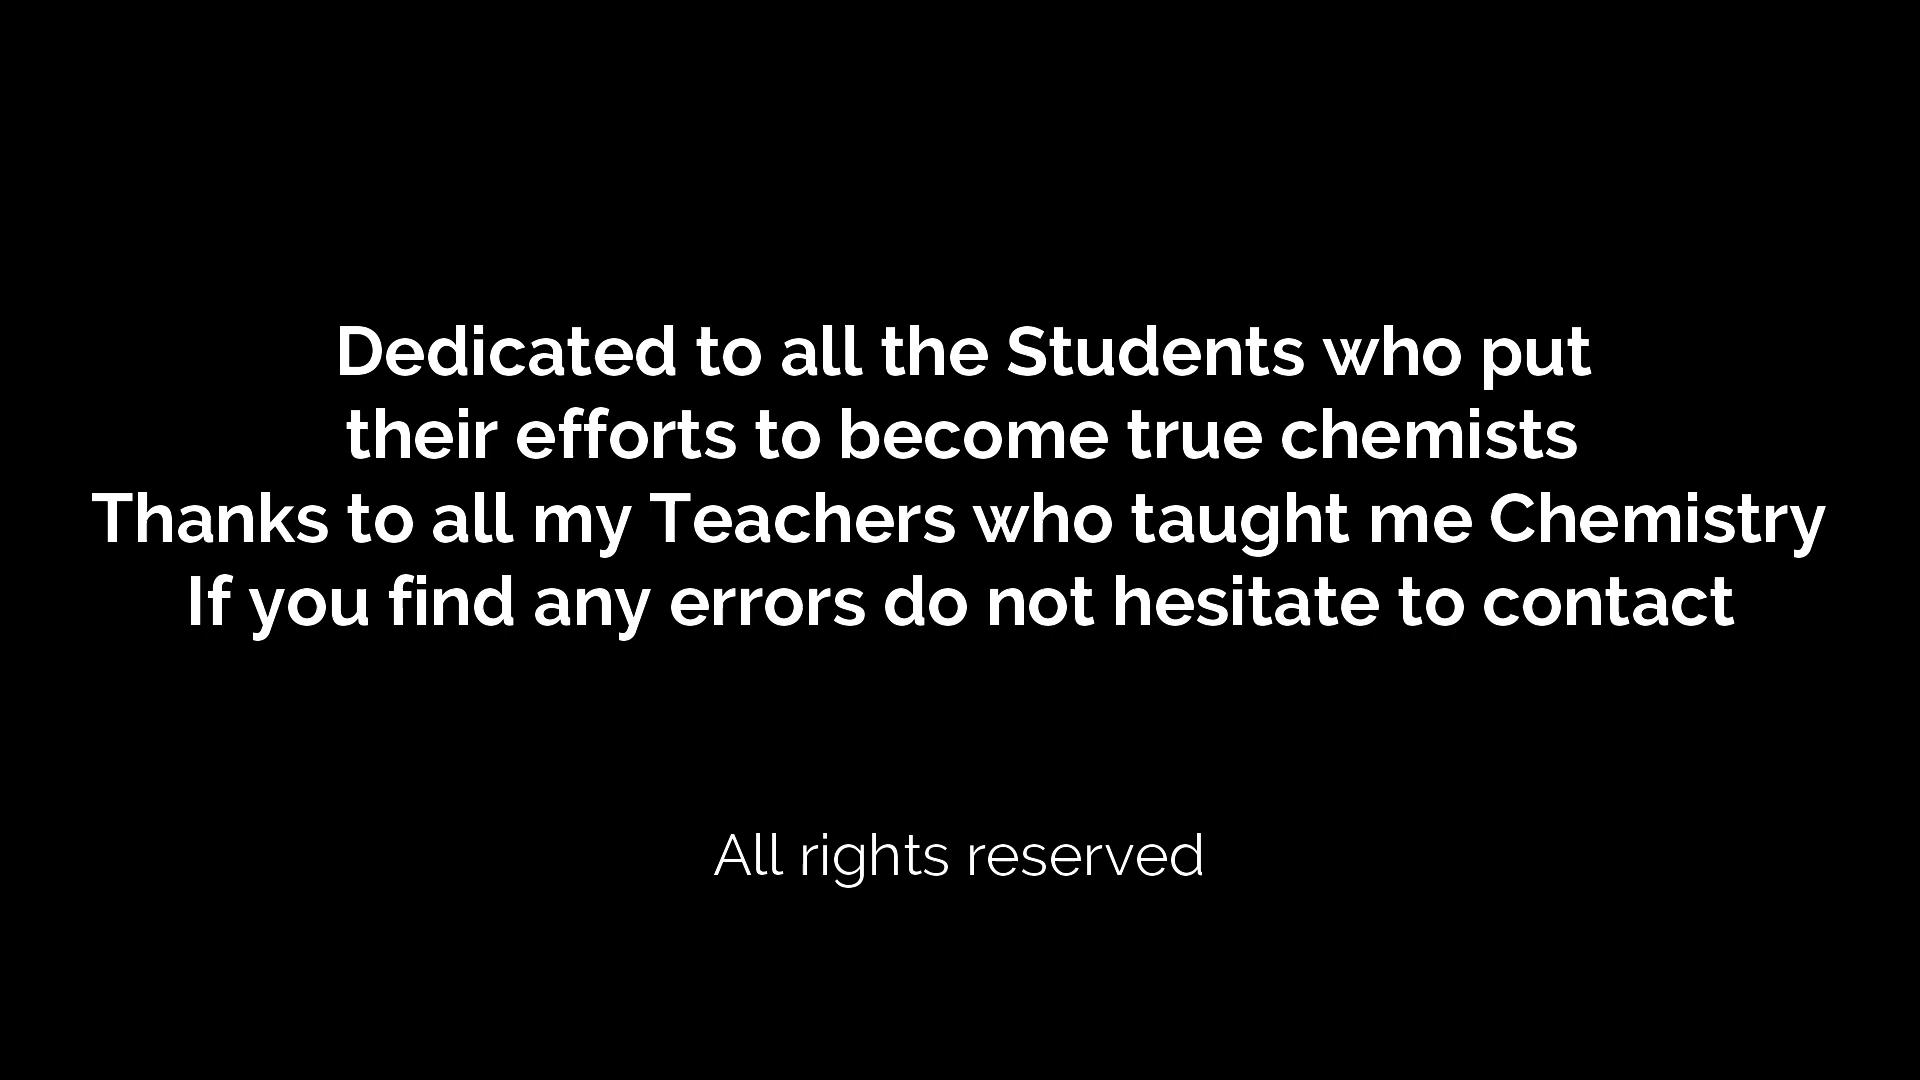 Dedicated to all the Students who put
their efforts to become true chemists
Thanks to all my Teachers who taught me Chemistry
If you find any errors do not hesitate to contact
All rights reserved